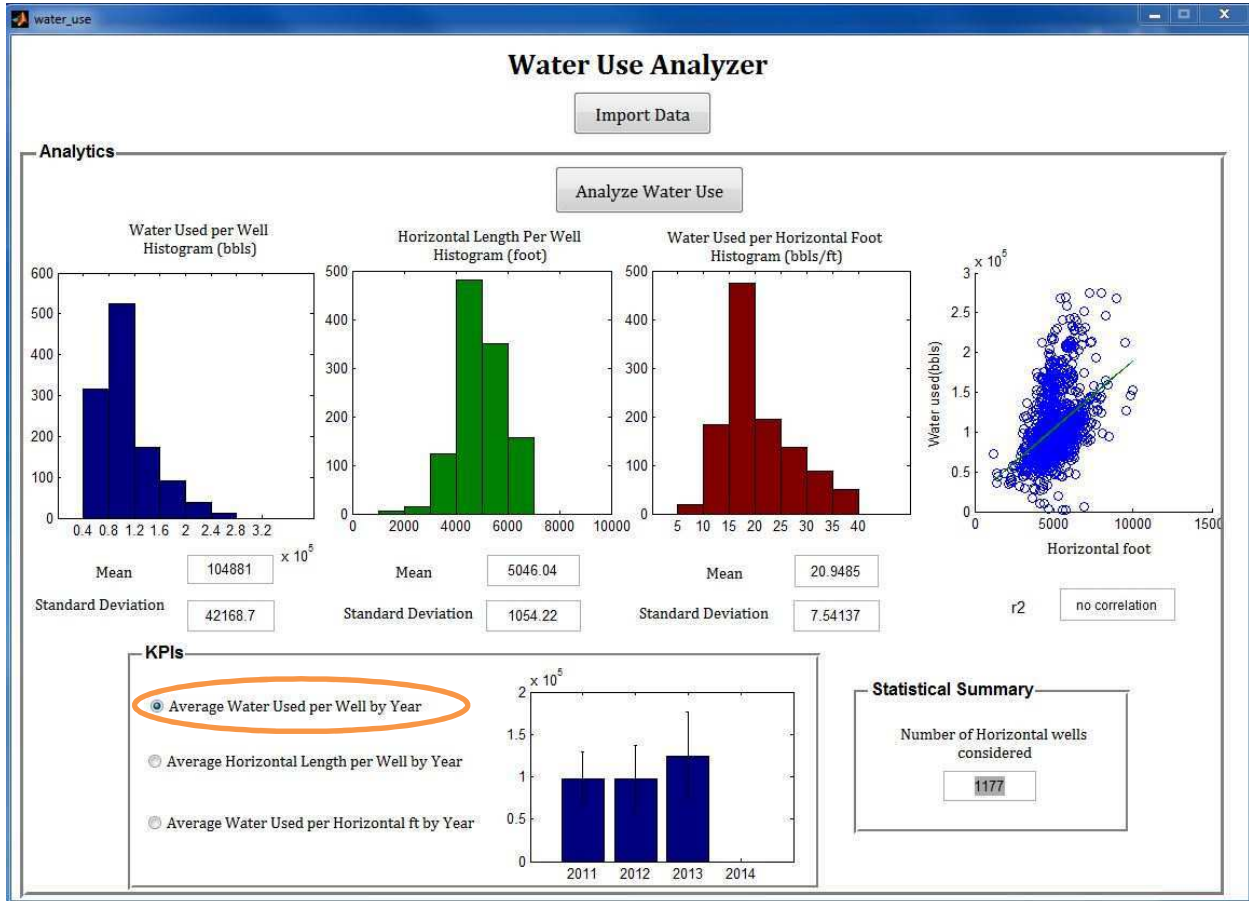 water_use
Water Use Analyzer
Import Data
Analytics
Analyze Water Use
Water Used per Well
Histogram (bbls)
600
500
400
300
200
100
0
0.4 0.8 1.2 1.6 2 2.4 2.8 3.2
x 10^5
Mean
104881
Standard Deviation
42168.7
Horizontal Length Per Well
Histogram (foot)
500
400
300
200
100
0
0 2000 4000 6000 8000 10000
Mean
5046.04
Standard Deviation
1054.22
Water Used per Horizontal Foot
Histogram (bbls/ft)
500
400
300
200
100
0
5 10 15 20 25 30 35 40
Mean
20.9485
Standard Deviation
7.54137
x 10^5
3
2.5
2
1.5
1
0.5
0
Water used(bbls)
0 5000 10000 1500
Horizontal foot
r2
no correlation
KPIs
Average Water Used per Well by Year
Average Horizontal Length per Well by Year
Average Water Used per Horizontal ft by Year
x 10^5
2
1.5
1
0.5
0
2011 2012 2013 2014
Statistical Summary
Number of Horizontal wells
considered
1177